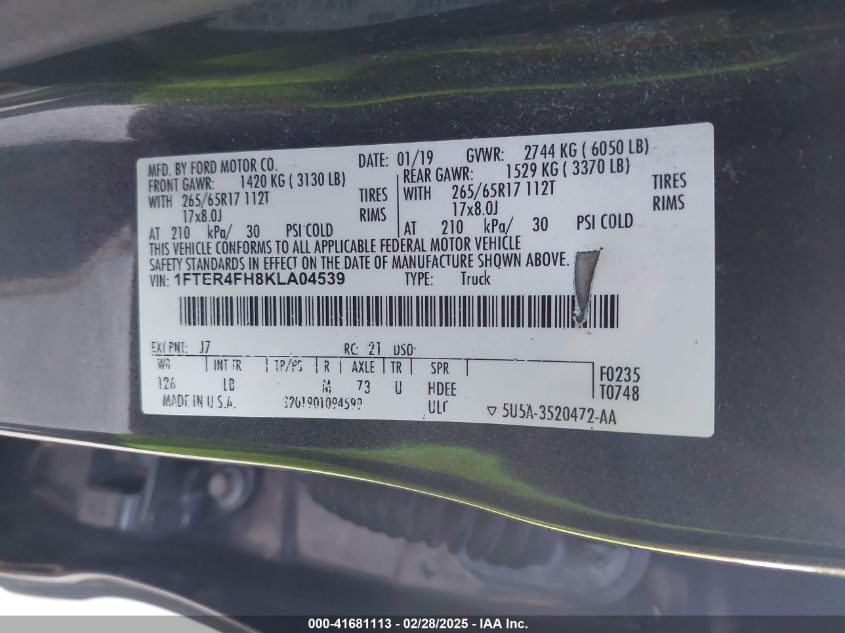 MFD. BY FORD MOTOR CO. DATE: 01/19 GVWR: 2744 KG ( 6050 LB)
FRONT GAWR: 1420 KG ( 3130 LB) REAR GAWR: 1529 KG ( 3370 LB)
WITH 265/65R17 112T TIRES WITH 265/65R17 112T TIRES
17x8.0J RIMS 17x8.0J RIMS
AT 210 kPa/ 30 PSI COLD AT 210 kPa/ 30 PSI COLD
THIS VEHICLE CONFORMS TO ALL APPLICABLE FEDERAL MOTOR VEHICLE
SAFETY STANDARDS IN EFFECT ON THE DATE OF MANUFACTURE SHOWN ABOVE.
VIN: 1FTER4FH8KLA04539 TYPE: Truck
EXT PNT: J7 RC: 21 DSO:
WB INT TR TP/PS R AXLE TR SPR F0235
126 LB M 73 U HDEE T0748
MADE IN U.S.A. ULC ▽ 5U5A-3520472-AA
000-41681113 - 02/28/2025 - IAA Inc.